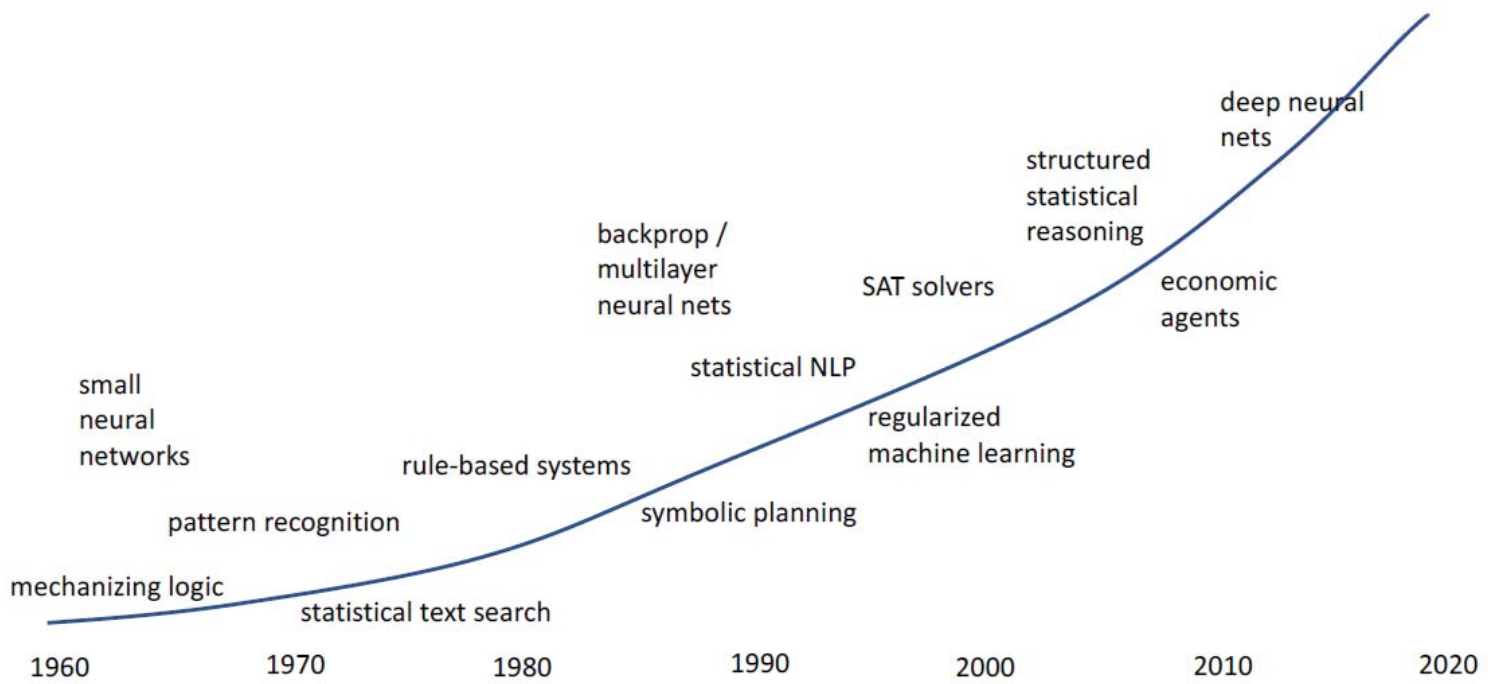 deep neural
nets
structured
statistical
reasoning
backprop /
multilayer
neural nets
SAT solvers
economic
agents
statistical NLP
small
neural
networks
regularized
machine learning
rule-based systems
symbolic planning
pattern recognition
mechanizing logic
statistical text search
1960
1970
1980
1990
2000
2010
2020